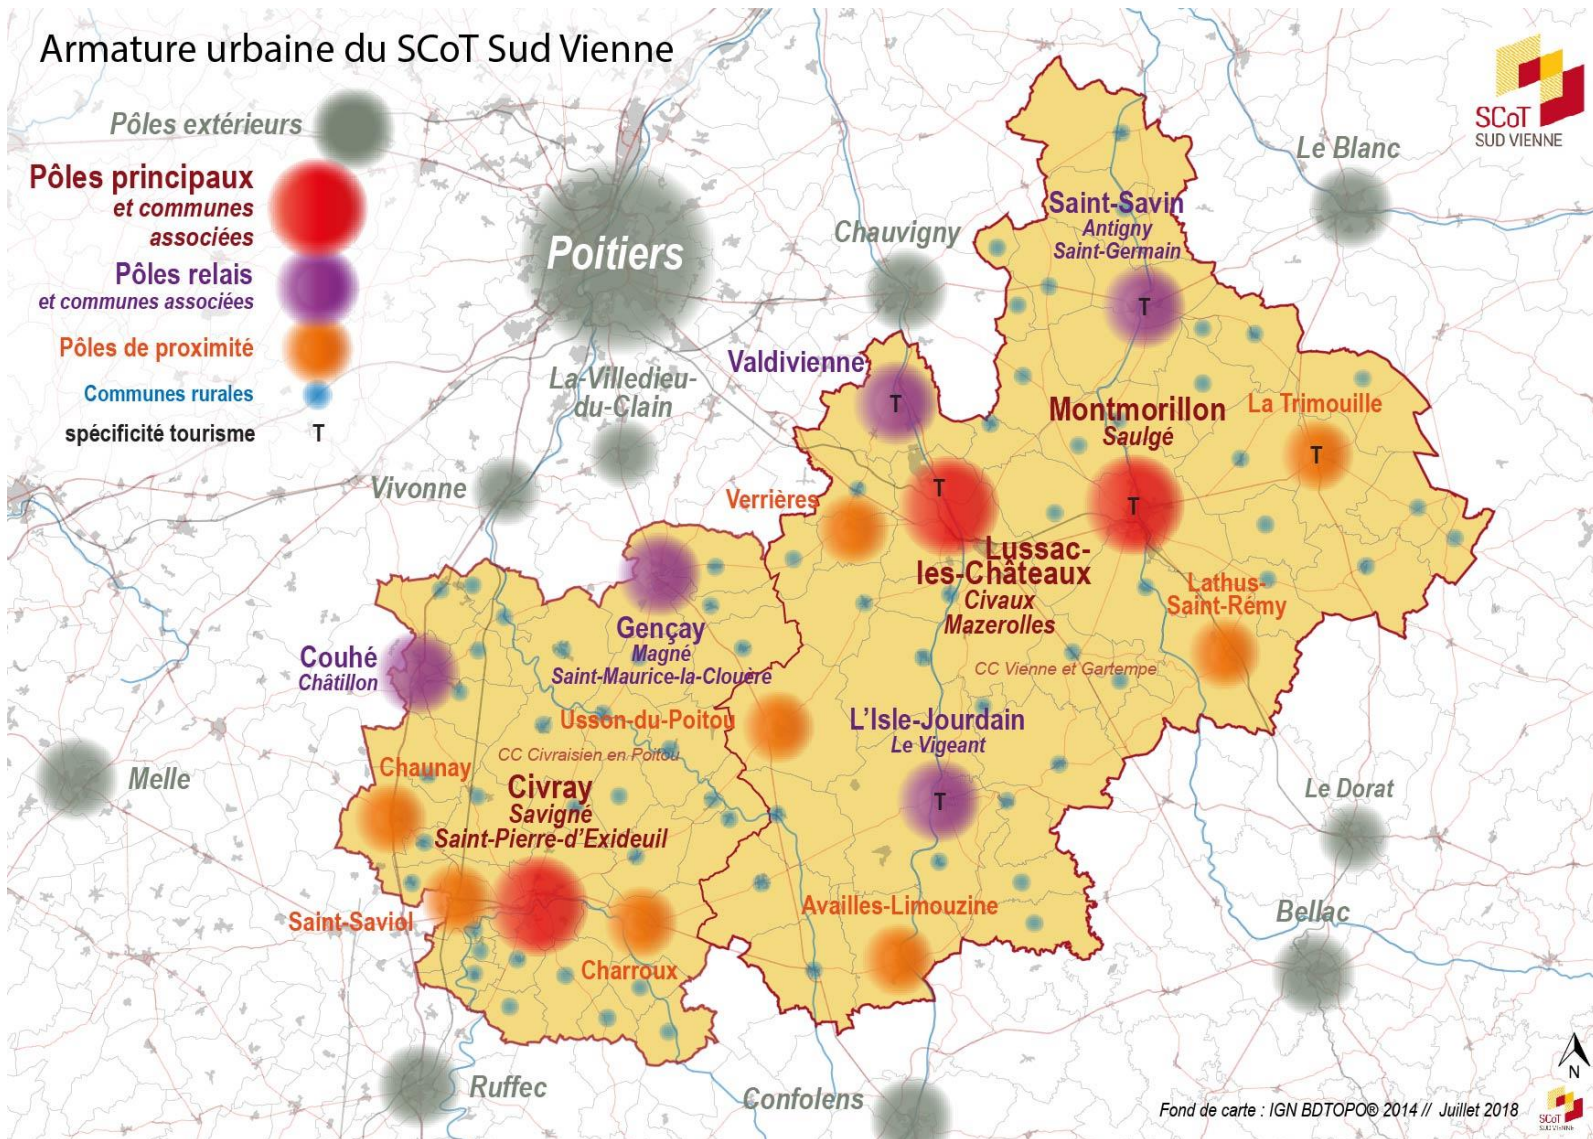 Armature urbaine du SCoT Sud Vienne
Pôles extérieurs
Pôles principaux
et communes
associées
Pôles relais
et communes associées
Pôles de proximité
Communes rurales
spécificité tourisme T
SCoT
SUD VIENNE
Le Blanc
Poitiers
Chauvigny
Saint-Savin
Antigny
Saint-Germain
T
Valdivienne
T
La-Villedieu-
du-Clain
Montmorillon
Saulgé
T
La Trimouille
T
Vivonne
Verrières
T
Lussac-
les-Châteaux
Civaux
Mazerolles
Lathus-
Saint-Rémy
CC Vienne et Gartempe
Gençay
Magné
Saint-Maurice-la-Clouère
Couhé
Châtillon
Usson-du-Poitou
L'Isle-Jourdain
Le Vigeant
T
CC Civraisien en Poitou
Chaunay
Melle
Civray
Savigné
Saint-Pierre-d'Exideuil
Le Dorat
Saint-Saviol
Availles-Limouzine
Bellac
Charroux
Ruffec
Confolens
N
Fond de carte : IGN BDTOPO® 2014 // Juillet 2018
SCoT
SUD VIENNE